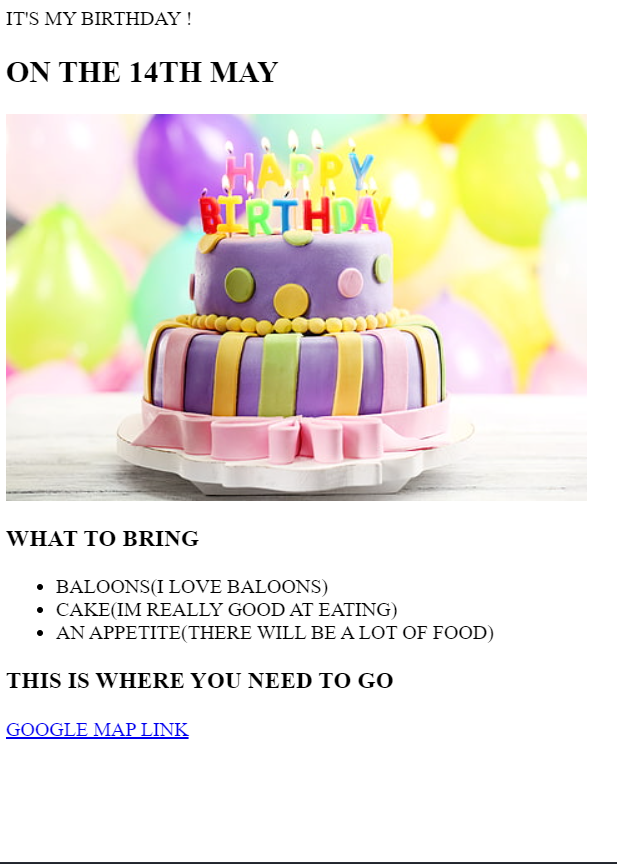 IT'S MY BIRTHDAY !
ON THE 14TH MAY
HAPPY
BIRTHDAY
WHAT TO BRING
BALOONS(I LOVE BALOONS)
CAKE(IM REALLY GOOD AT EATING)
AN APPETITE(THERE WILL BE A LOT OF FOOD)
THIS IS WHERE YOU NEED TO GO
GOOGLE MAP LINK